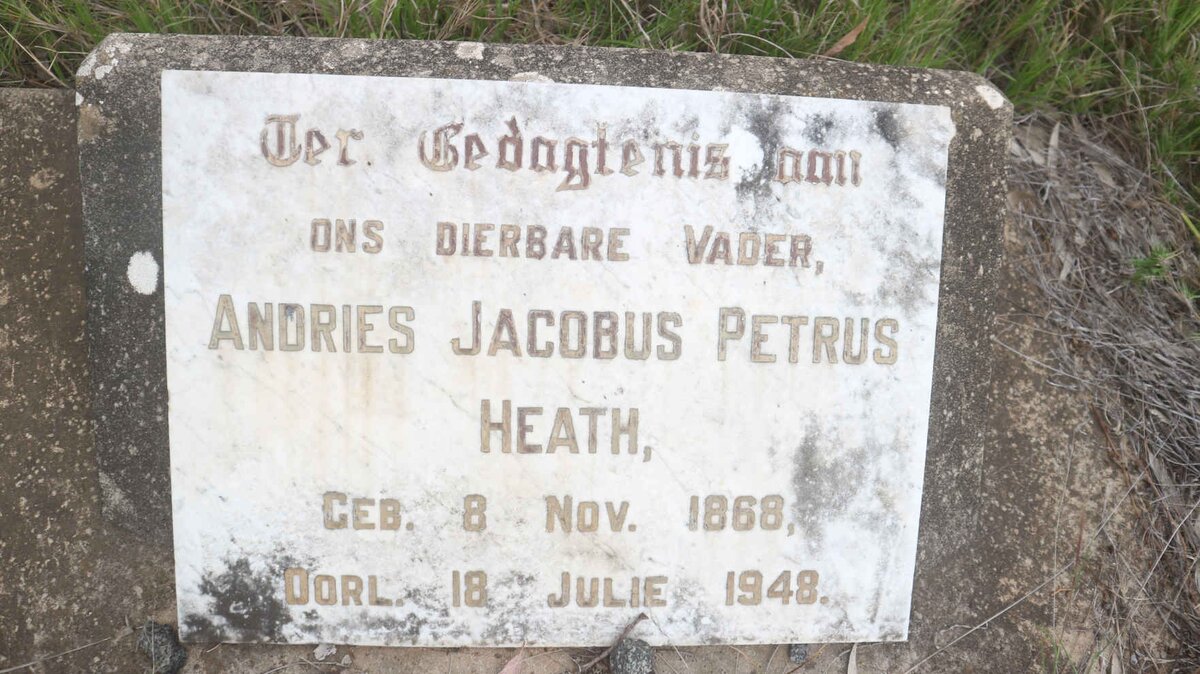 Ter Gedagtenis aan
ONS DIERBARE VADER,
ANDRIES JACOBUS PETRUS
HEATH,
GEB. 8 NOV. 1868,
OORL. 18 JULIE 1948.